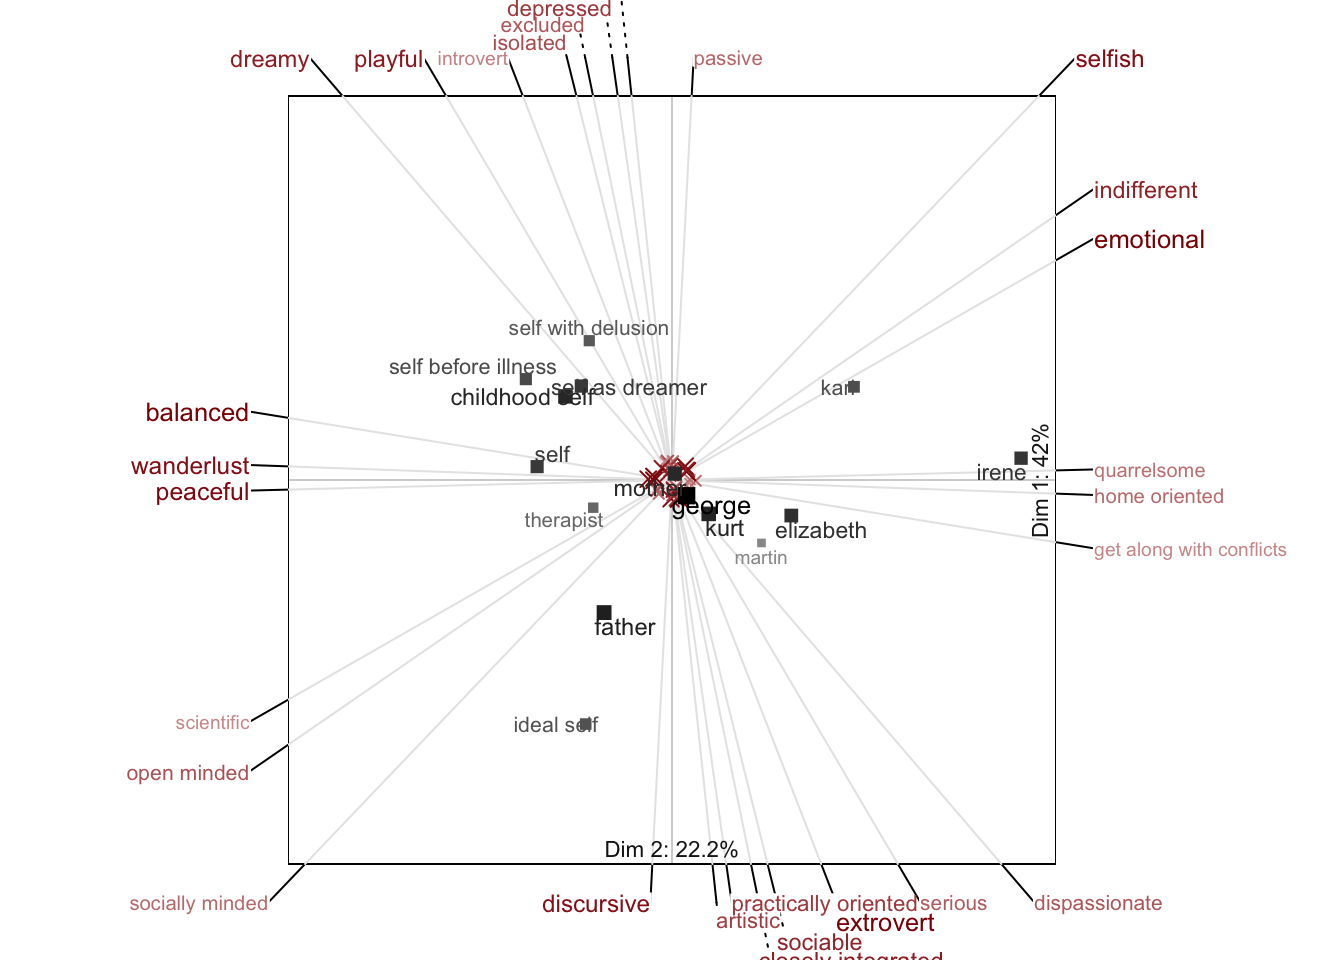 depressed
excluded
isolated
dreamy
playful
introvert
passive
selfish
indifferent
emotional
self with delusion
self before illness
self as dreamer
childhood self
karl
balanced
self
wanderlust
peaceful
mother
irene
quarrelsome
home oriented
Dim 1: 42%
george
therapist
kurt
elizabeth
martin
get along with conflicts
father
scientific
ideal self
open minded
Dim 2: 22.2%
socially minded
discursive
practically oriented
serious
dispassionate
artistic
extrovert
sociable
closely integrated